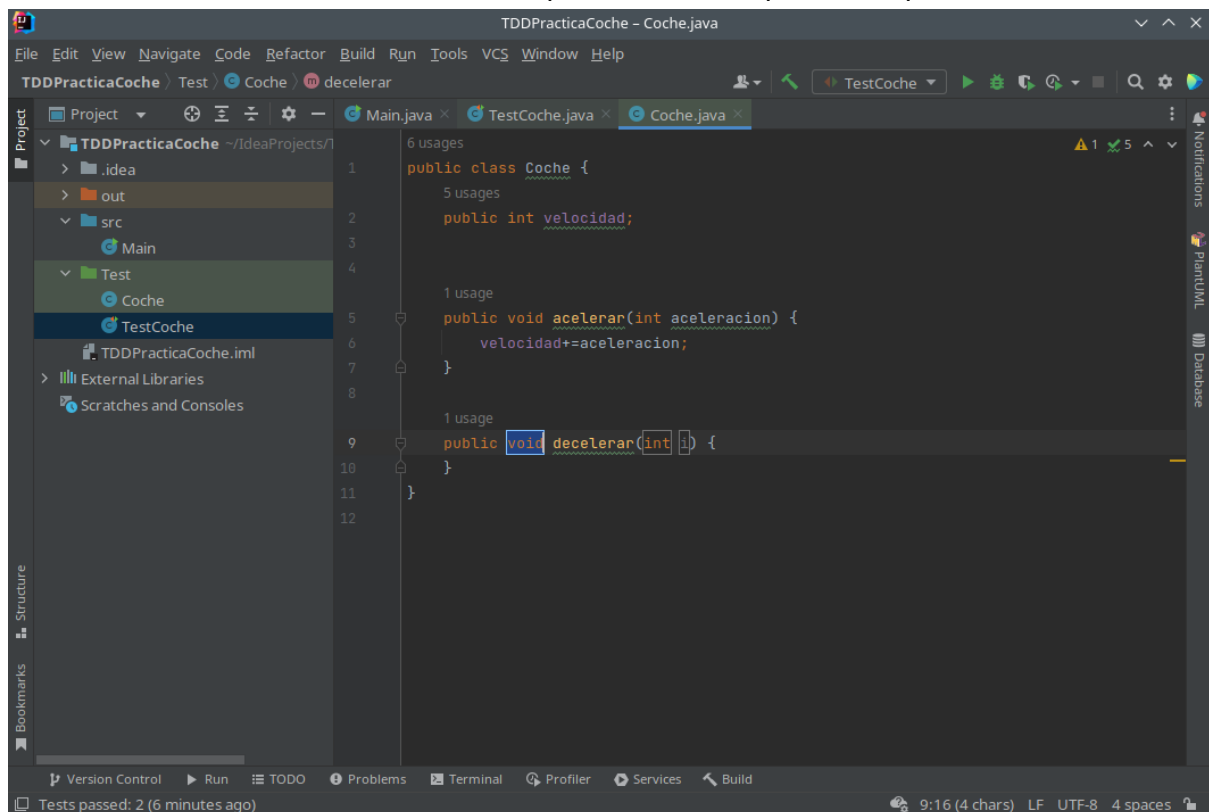 TDDPracticaCoche – Coche.java
File Edit View Navigate Code Refactor Build Run Tools VCS Window Help
TDDPracticaCoche Test Coche decelerar TestCoche
Project Main.java TestCoche.java Coche.java
Project
TDDPracticaCoche ~/IdeaProjects/
.idea
out
src
Main
Test
Coche
TestCoche
TDDPracticaCoche.iml
External Libraries
Scratches and Consoles
6 usages
1 5
1 public class Coche {
5 usages
2 public int velocidad;
3
4
1 usage
5 public void acelerar(int aceleracion) {
6 velocidad+=aceleracion;
7 }
8
1 usage
9 public void decelerar(int i) {
10 }
11 }
12
Notifications
PlantUML
Database
Structure
Bookmarks
Version Control Run TODO Problems Terminal Profiler Services Build
Tests passed: 2 (6 minutes ago) 9:16 (4 chars) LF UTF-8 4 spaces